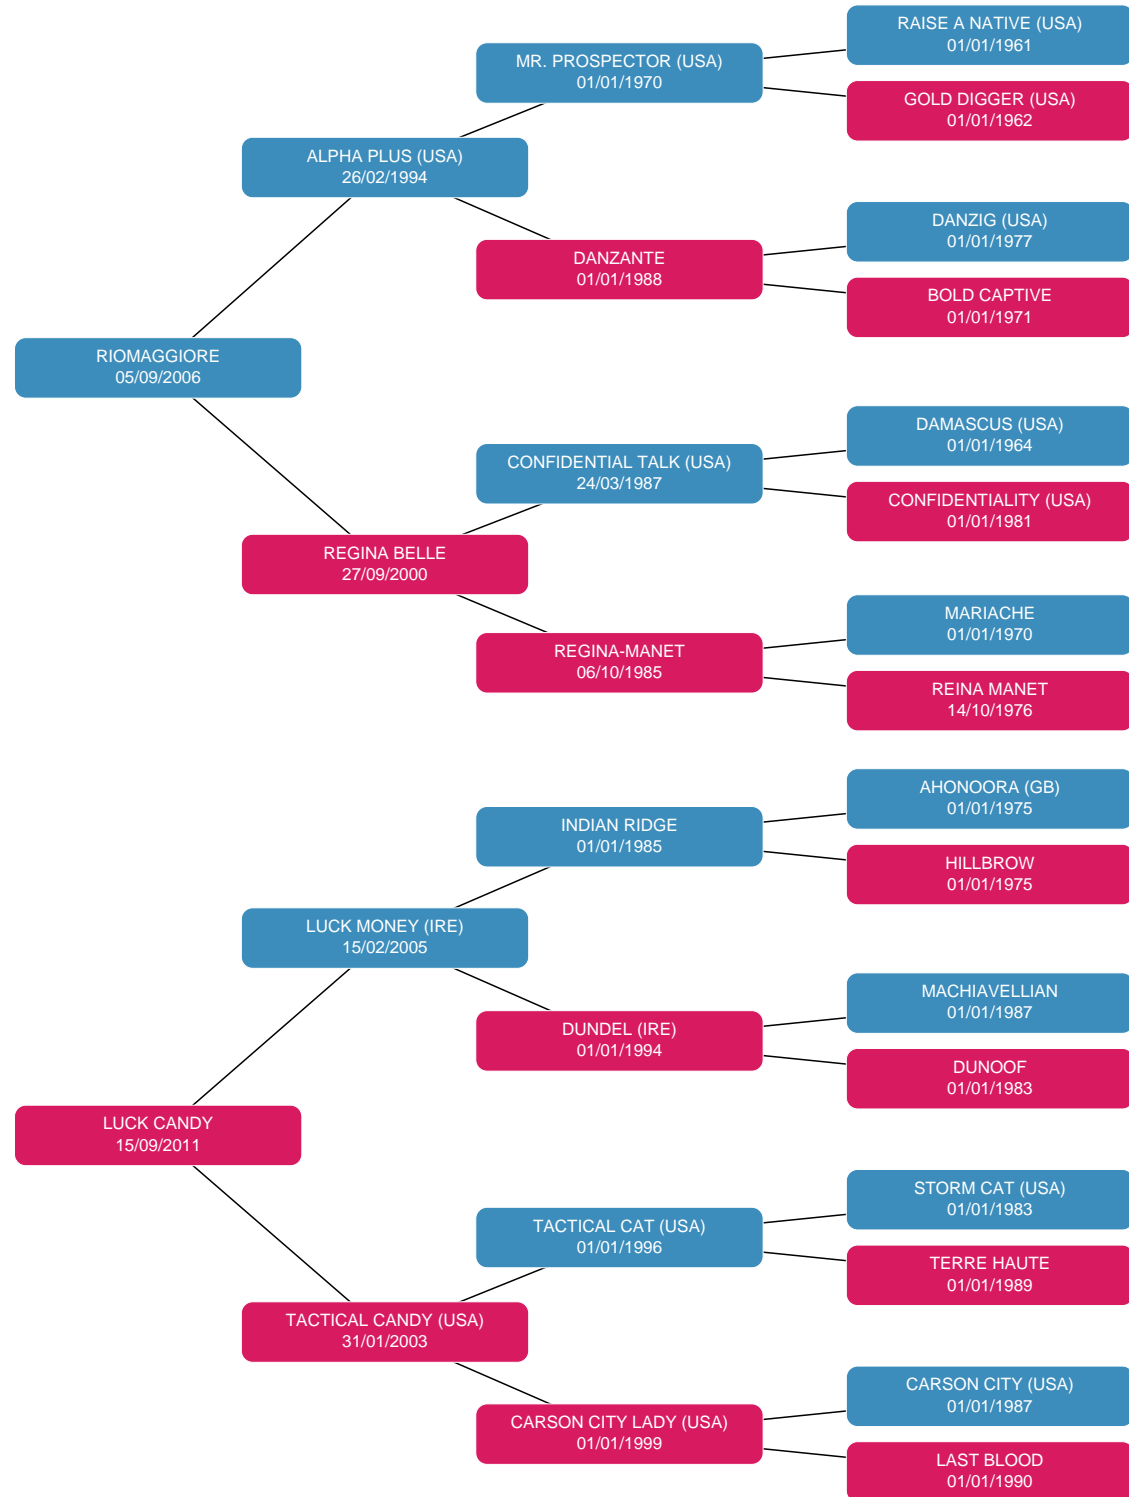 RAISE A NATIVE (USA)
01/01/1961
MR. PROSPECTOR (USA)
01/01/1970
GOLD DIGGER (USA)
01/01/1962
ALPHA PLUS (USA)
26/02/1994
DANZIG (USA)
01/01/1977
DANZANTE
01/01/1988
BOLD CAPTIVE
01/01/1971
RIOMAGGIORE
05/09/2006
DAMASCUS (USA)
01/01/1964
CONFIDENTIAL TALK (USA)
24/03/1987
CONFIDENTIALITY (USA)
01/01/1981
REGINA BELLE
27/09/2000
MARIACHE
01/01/1970
REGINA-MANET
06/10/1985
REINA MANET
14/10/1976
AHONOORA (GB)
01/01/1975
INDIAN RIDGE
01/01/1985
HILLBROW
01/01/1975
LUCK MONEY (IRE)
15/02/2005
MACHIAVELLIAN
01/01/1987
DUNDEL (IRE)
01/01/1994
DUNOOF
01/01/1983
LUCK CANDY
15/09/2011
STORM CAT (USA)
01/01/1983
TACTICAL CAT (USA)
01/01/1996
TERRE HAUTE
01/01/1989
TACTICAL CANDY (USA)
31/01/2003
CARSON CITY (USA)
01/01/1987
CARSON CITY LADY (USA)
01/01/1999
LAST BLOOD
01/01/1990